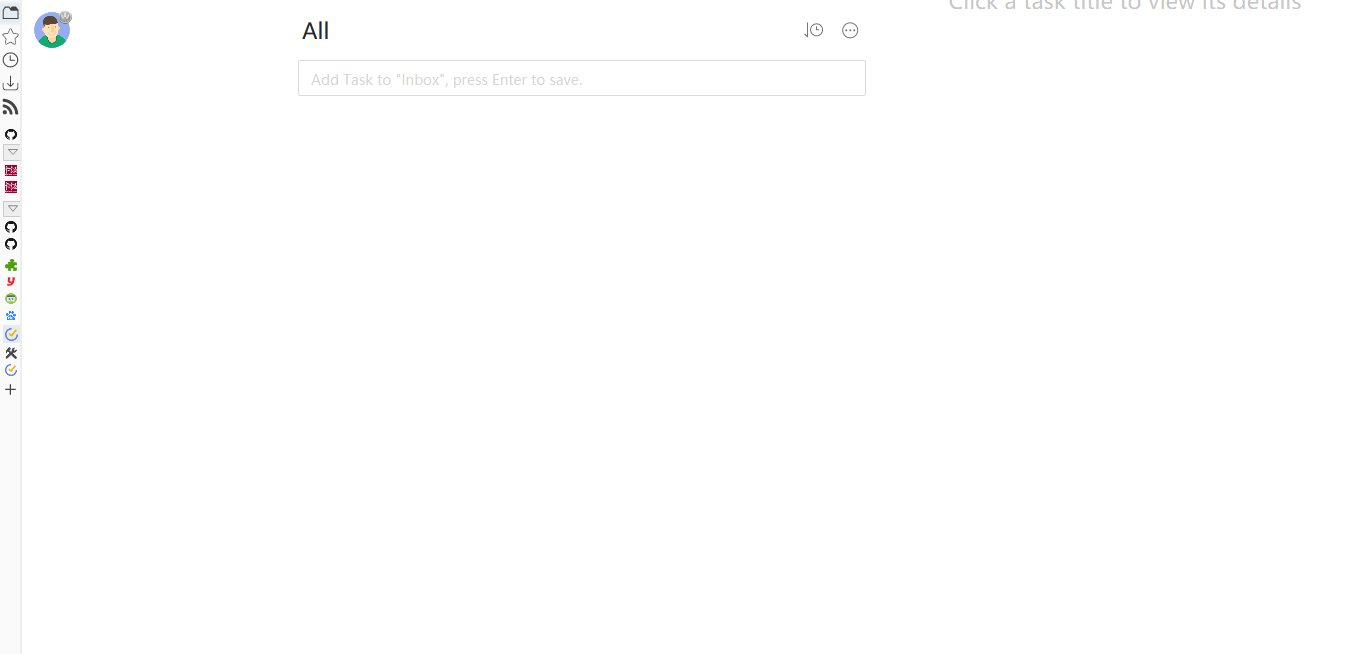 Click a task title to view its details
All
Add Task to "Inbox", press Enter to save.